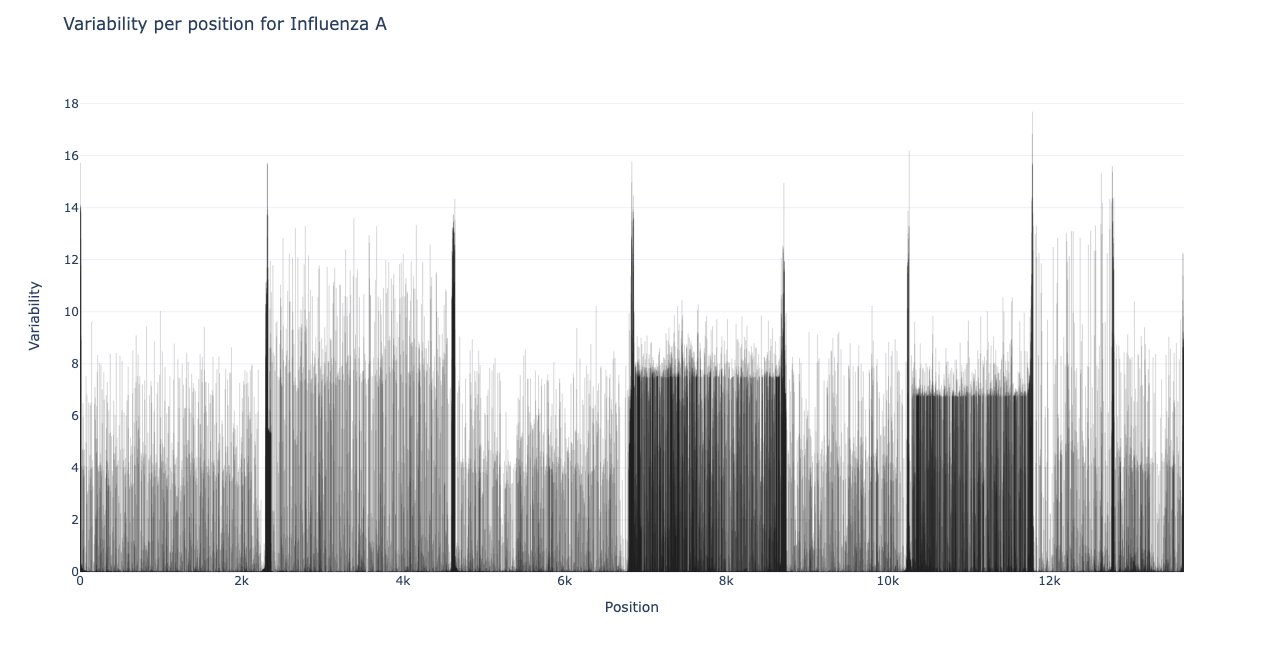 Variability per position for Influenza A
18
16
14
12
10
8
6
4
2
0
Variability
0 2k 4k 6k 8k 10k 12k
Position